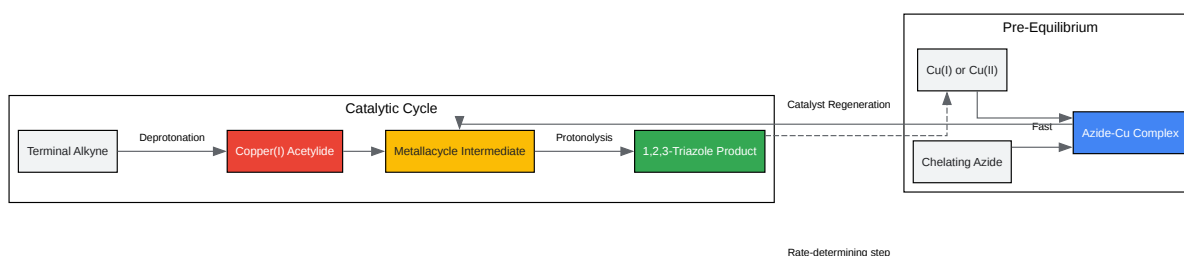 Pre-Equilibrium
Cu(I) or Cu(II)
Catalytic Cycle
Catalyst Regeneration
Terminal Alkyne
Deprotonation
Copper(I) Acetylide
Metallacycle Intermediate
Protonolysis
1,2,3-Triazole Product
Fast
Azide-Cu Complex
Chelating Azide
Rate-determining step